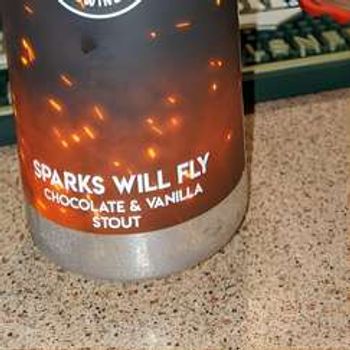 SPARKS WILL FLY
CHOCOLATE & VANILLA
STOUT